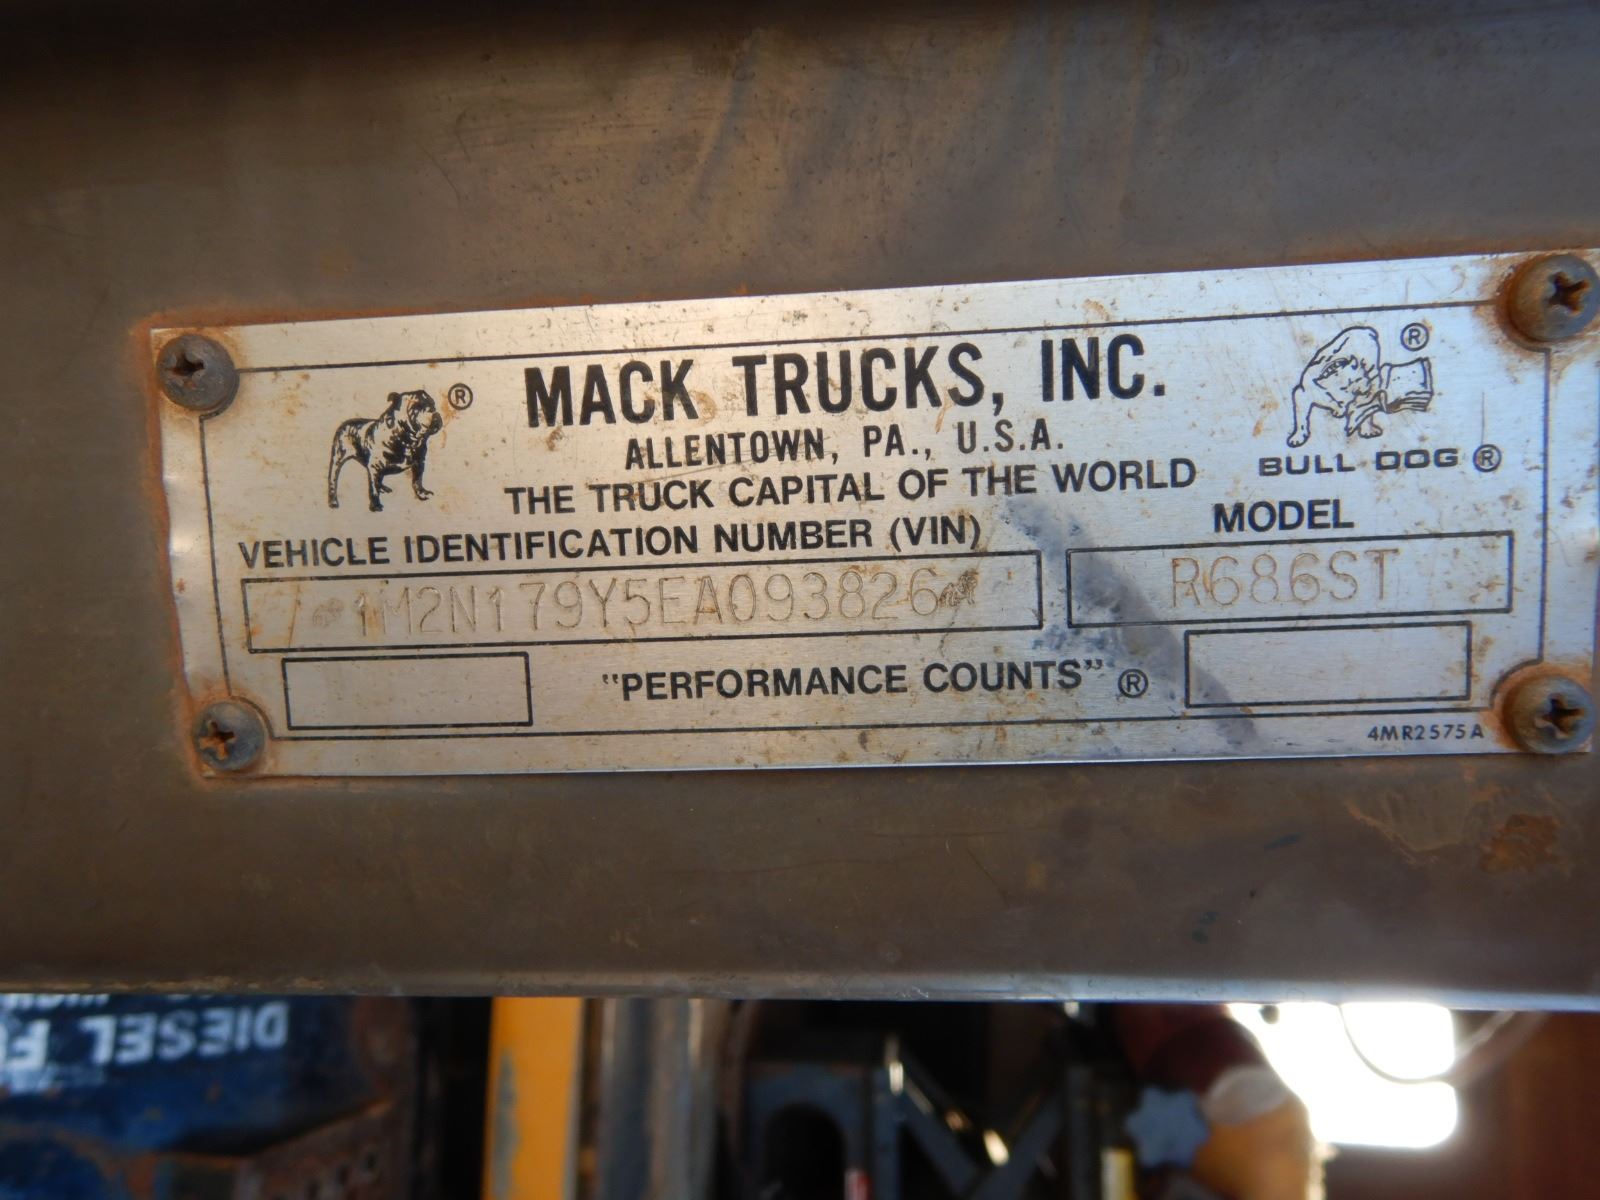 MACK TRUCKS, INC.
ALLENTOWN, PA., U.S.A.
THE TRUCK CAPITAL OF THE WORLD
®
®
BULL DOG ®
VEHICLE IDENTIFICATION NUMBER (VIN)
MODEL
1M2N179Y5EA093826
R686ST
"PERFORMANCE COUNTS" ®
4MR2575A
DIESEL